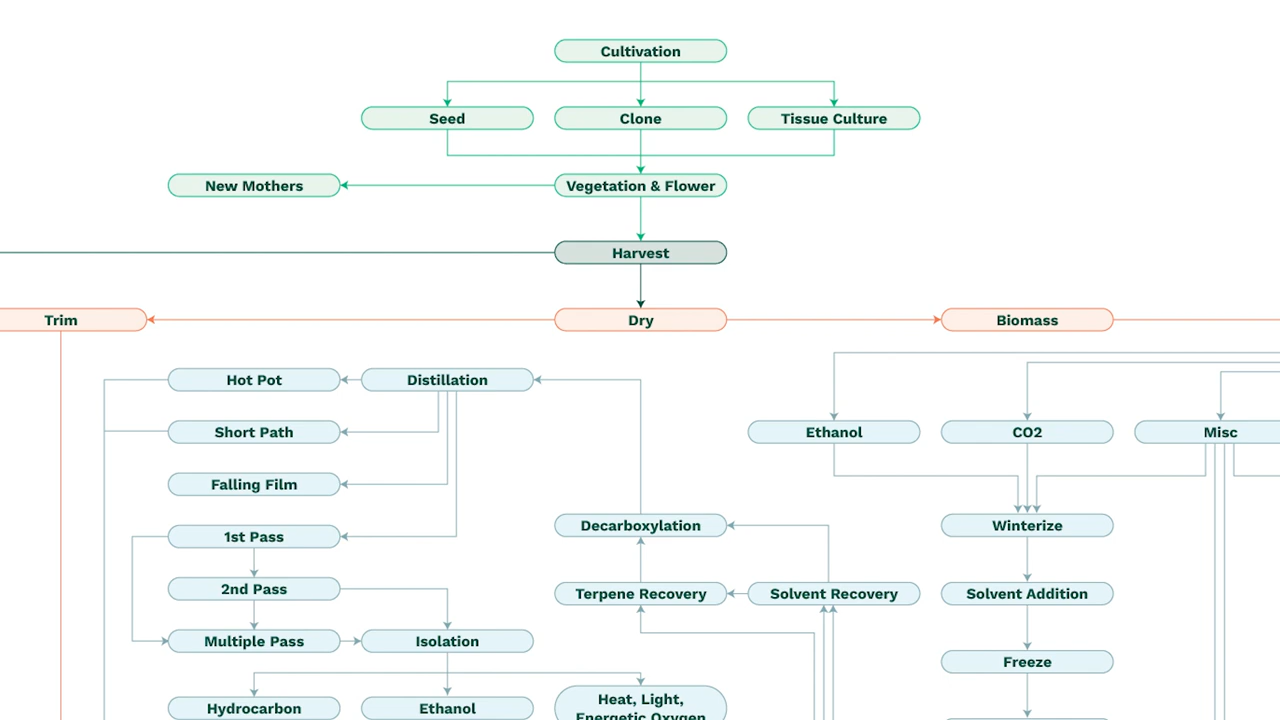 Cultivation
Seed
Clone
Tissue Culture
New Mothers
Vegetation & Flower
Harvest
Trim
Dry
Biomass
Hot Pot
Distillation
Short Path
Ethanol
CO2
Misc
Falling Film
1st Pass
Decarboxylation
Winterize
2nd Pass
Terpene Recovery
Solvent Recovery
Solvent Addition
Multiple Pass
Isolation
Freeze
Hydrocarbon
Ethanol
Heat, Light,
Energetic Oxygen